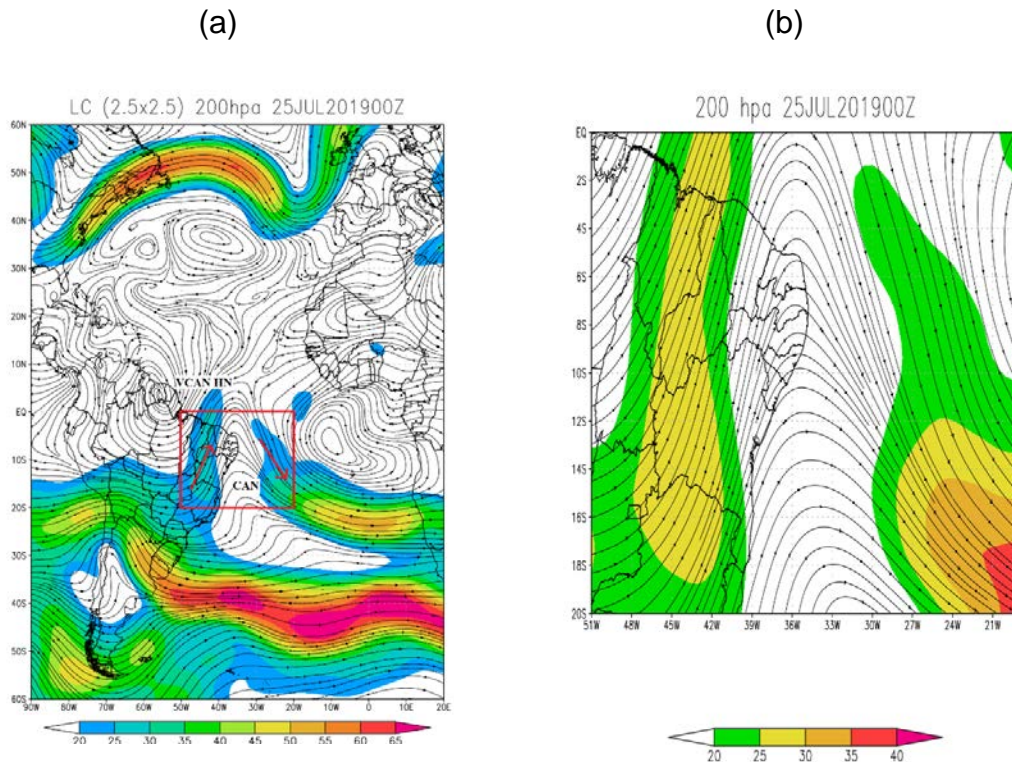 (a)
(b)
LC (2.5x2.5) 200hpa 25JUL201900Z
200 hpa 25JUL201900Z
60N
50N
40N
30N
20N
10N
EQ
10S
20S
30S
40S
50S
60S
VCAN HN
CAN
90W 80W 70W 60W 50W 40W 30W 20W 10W 0 10E 20E
20 25 30 35 40 45 50 55 60 65
EQ
2S
4S
6S
8S
10S
12S
14S
16S
18S
20S
51W 48W 45W 42W 39W 36W 33W 30W 27W 24W 21W
20 25 30 35 40